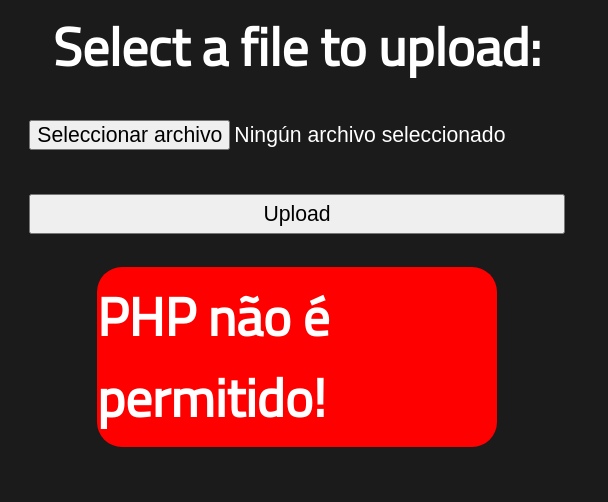 Select a file to upload:
Seleccionar archivo Ningún archivo seleccionado
Upload
PHP não é
permitido!